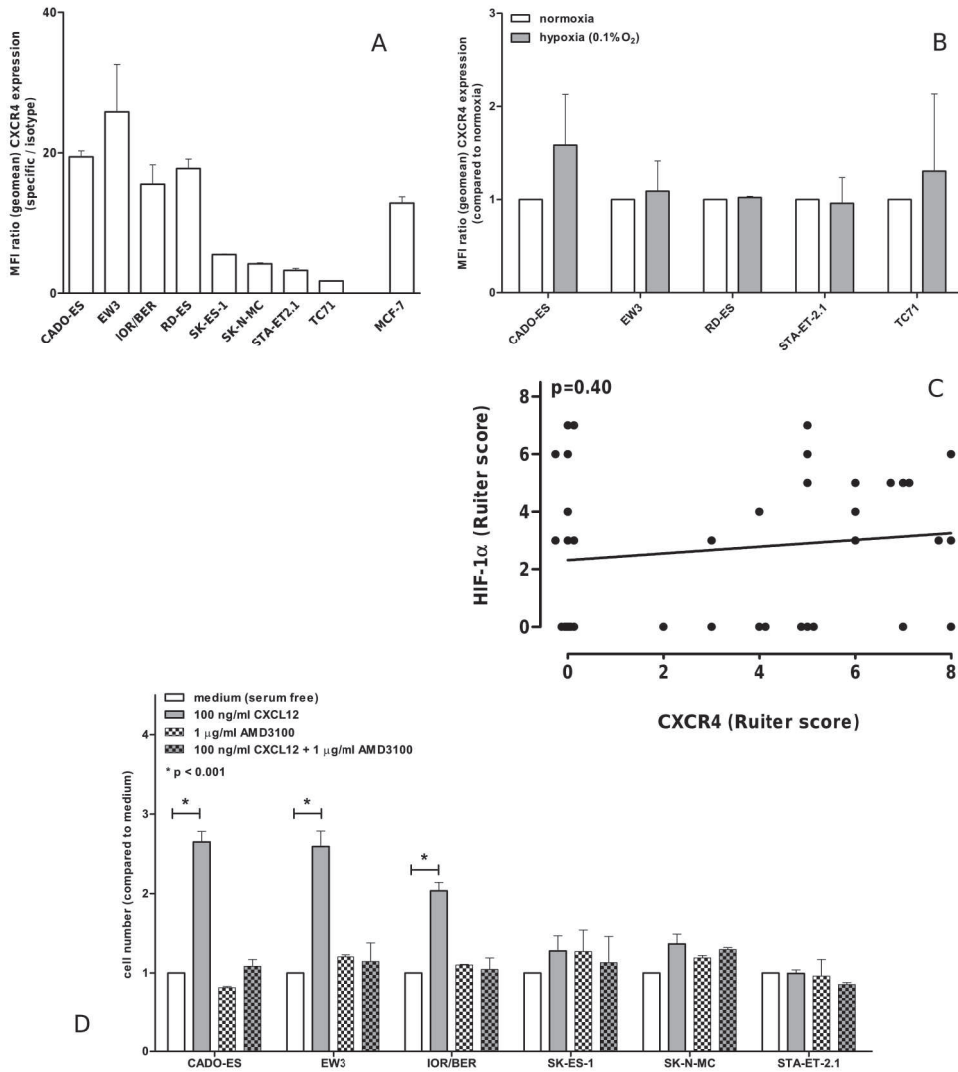 A
MFI ratio (geomean) CXCR4 expression
(specific / isotype)
40
20
0
CADO-ES
EW3
IOR/BER
RD-ES
SK-ES-1
SK-N-MC
STA-ET2.1
TC71
MCF-7
B
normoxia
hypoxia (0.1%O₂)
MFI ratio (geomean) CXCR4 expression
(compared to normoxia)
3
2
1
0
CADO-ES
EW3
RD-ES
STA-ET-2.1
TC71
C
p=0.40
HIF-1α (Ruiter score)
8
6
4
2
0
0 2 4 6 8
CXCR4 (Ruiter score)
D
medium (serum free)
100 ng/ml CXCL12
1 μg/ml AMD3100
100 ng/ml CXCL12 + 1 μg/ml AMD3100
* p < 0.001
cell number (compared to medium)
4
3
2
1
1
* * *
CADO-ES EW3 IOR/BER SK-ES-1 SK-N-MC STA-ET-2.1